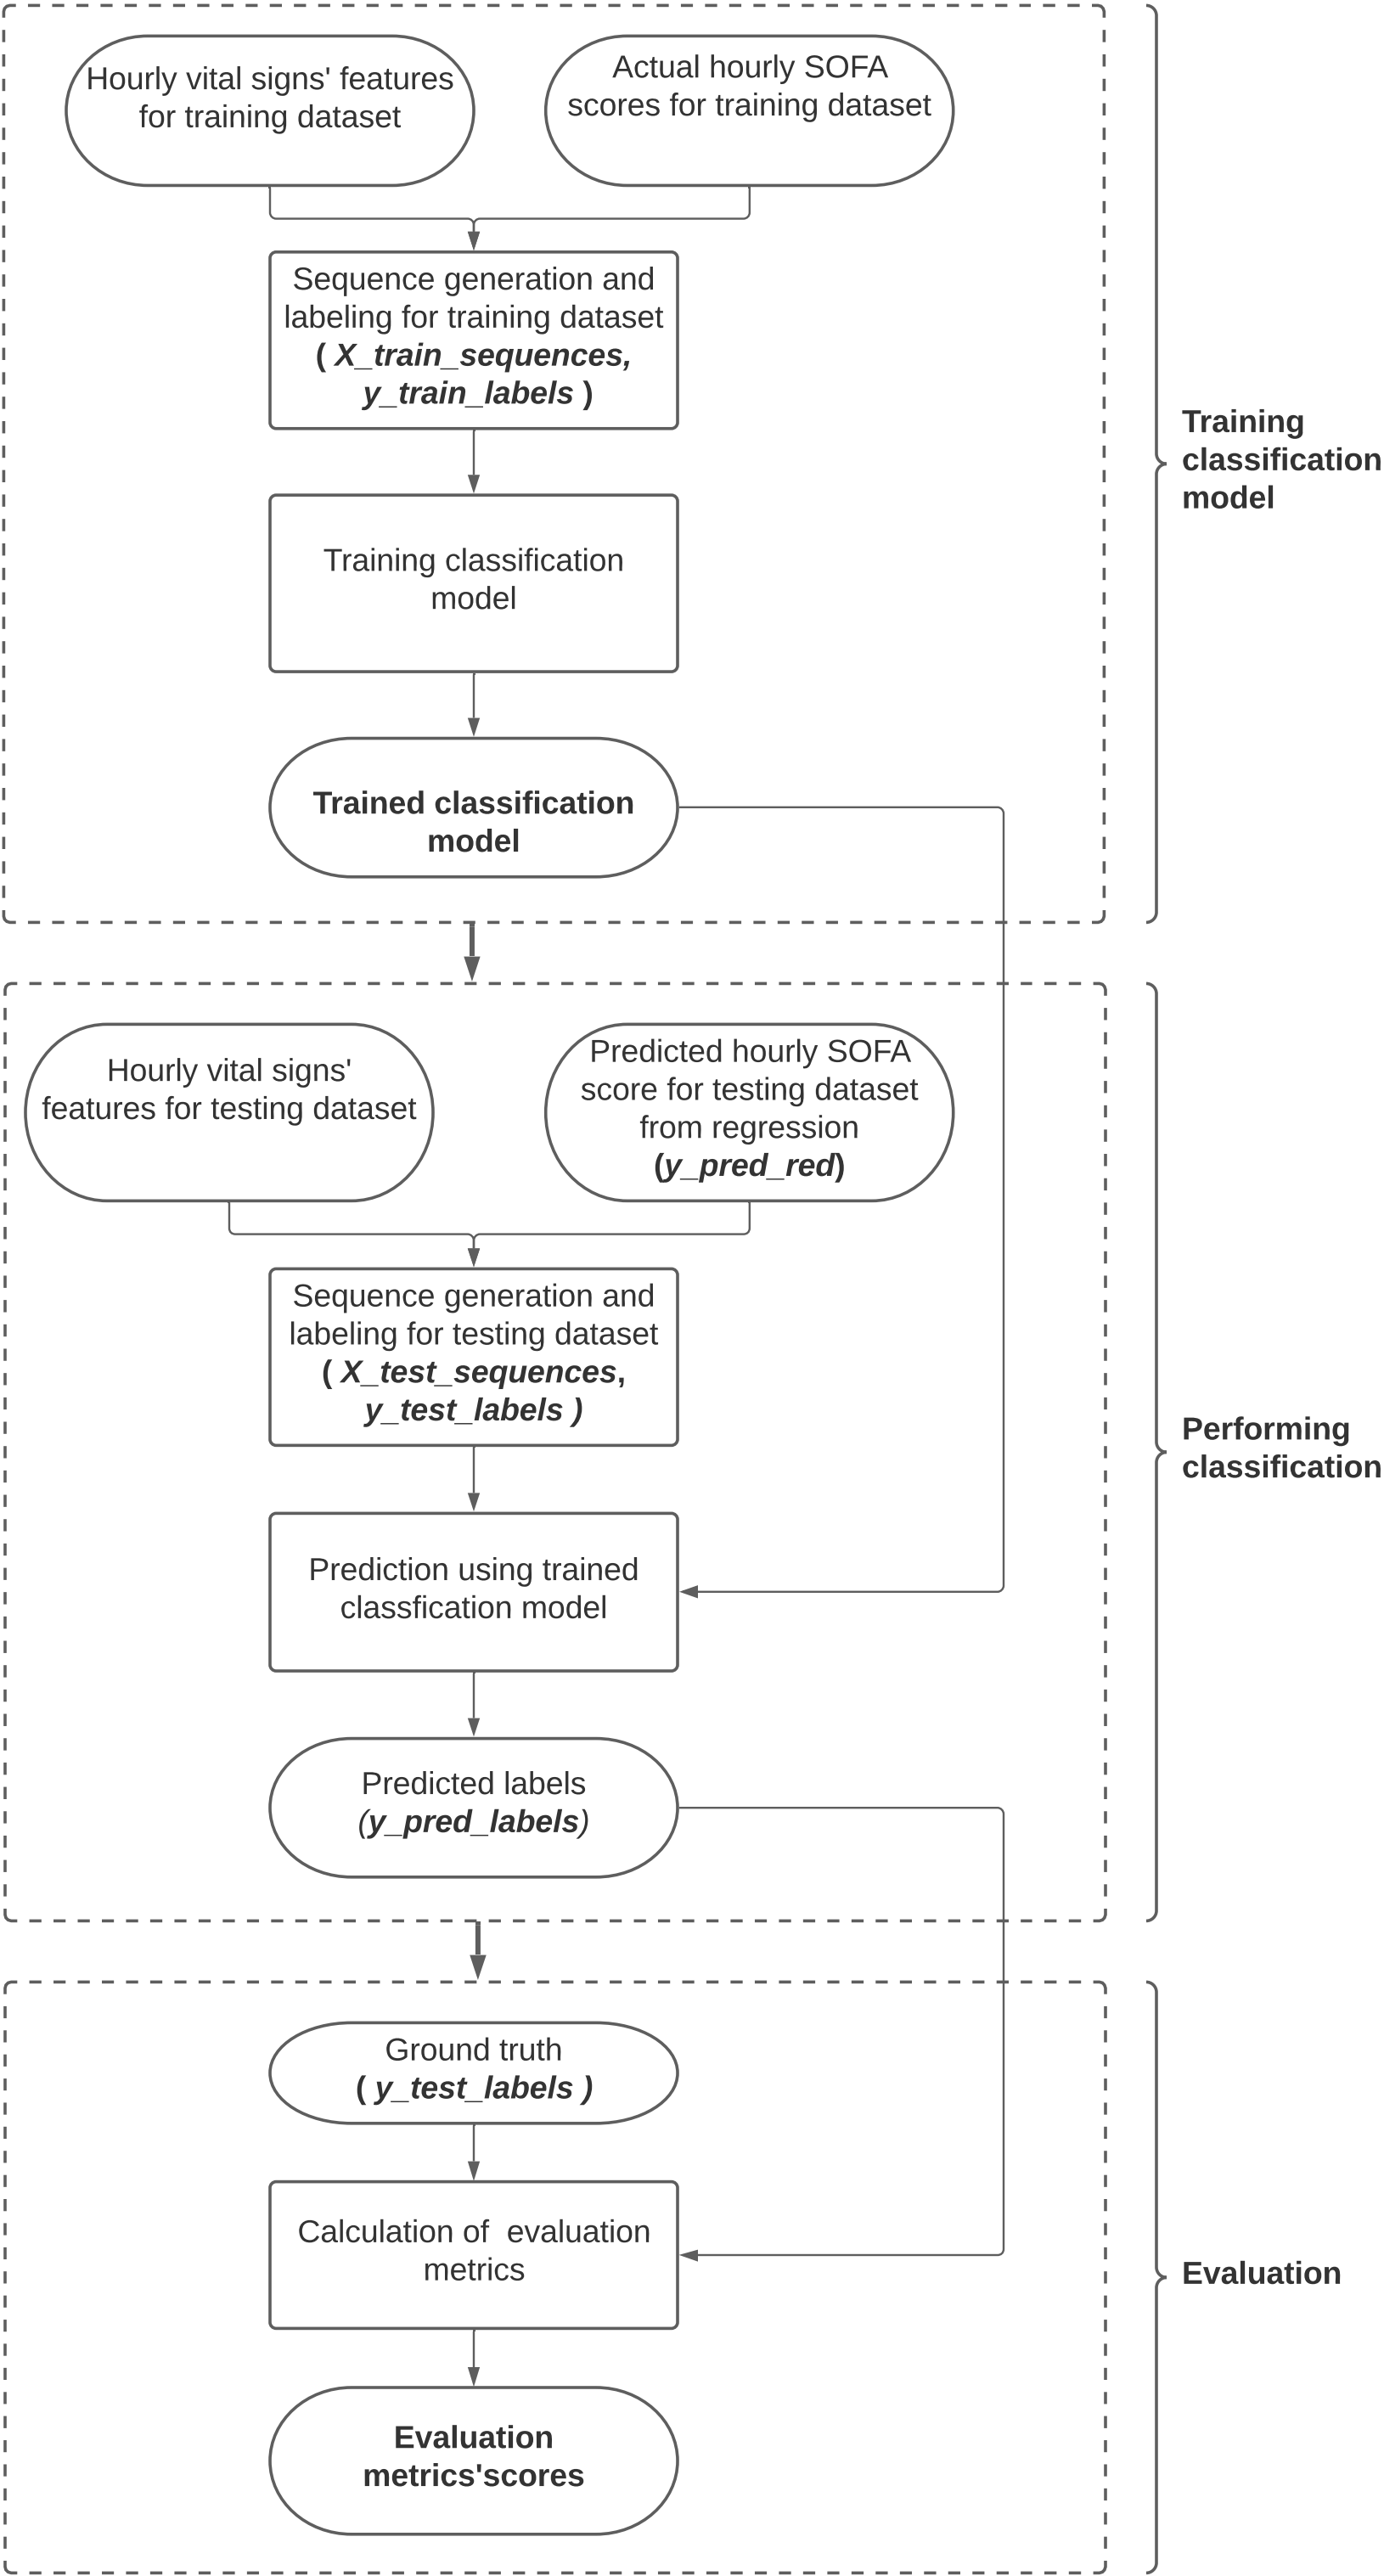 Hourly vital signs' features
for training dataset
Actual hourly SOFA
scores for training dataset
Sequence generation and
labeling for training dataset
( X_train_sequences,
y_train_labels )
Training classification
model
Trained classification
model
Training
classification
model
Hourly vital signs'
features for testing dataset
Predicted hourly SOFA
score for testing dataset
from regression
(y_pred_red)
Sequence generation and
labeling for testing dataset
( X_test_sequences,
y_test_labels )
Prediction using trained
classfication model
Predicted labels
(y_pred_labels)
Performing
classification
Ground truth
( y_test_labels )
Calculation of  evaluation
metrics
Evaluation
metrics'scores
Evaluation